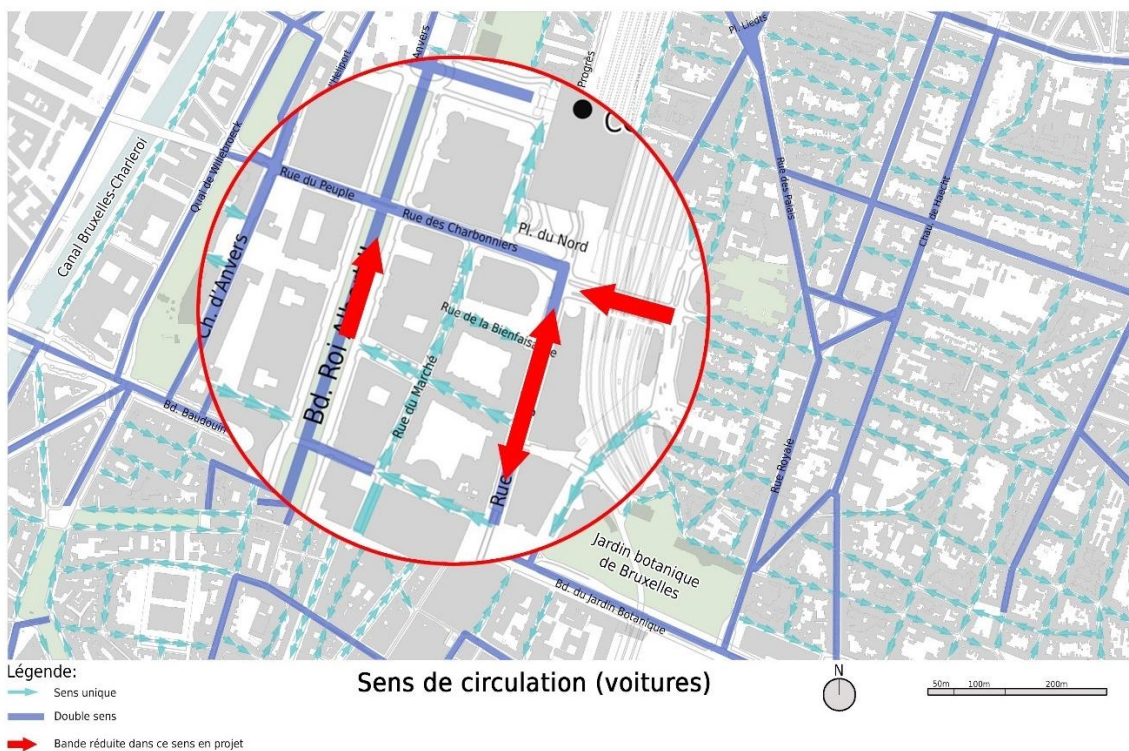 Pl. Liedts
Anvers
l'Héliport
Progrès
Quai de Willebroeck
Canal Bruxelles-Charleroi
Rue du Peuple
Rue des Charbonniers
Pl. du Nord
Rue des Palais
Chau. de Haecht
Ch. d'Anvers
Bd. Roi
Rue de la Bienfaisance
Rue du Marché
Bd. Baudouin
Rue
Rue Royale
Jardin botanique
de Bruxelles
Bd. du Jardin Botanique
Légende:
Sens unique
Double sens
Bande réduite dans ce sens en projet
Sens de circulation (voitures)
N
50m 100m 200m